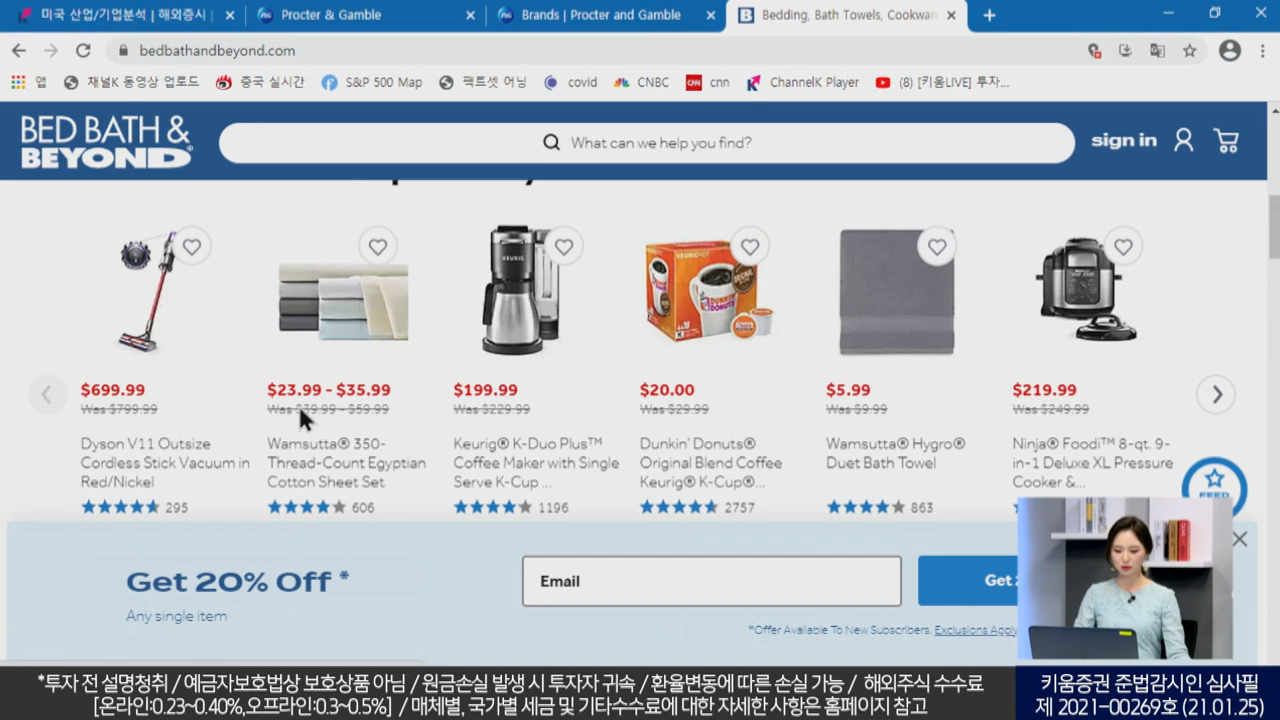 미국 산업/기업분석 | 해외증시
Procter & Gamble
Brands | Procter and Gamble
Bedding, Bath Towels, Cookwar
bedbathandbeyond.com
앱
채널K 동영상 업로드
중국 실시간
S&P 500 Map
팩트셋 어닝
covid
CNBC
cnn
ChannelK Player
(8) [키움LIVE] 투자...
BED BATH &
BEYOND
What can we help you find?
sign in
KEURIG
DUNKIN' DONUTS
$699.99
Was $799.99
Dyson V11 Outsize
Cordless Stick Vacuum in
Red/Nickel
295
$23.99 - $35.99
Was $39.99 - $59.99
Wamsutta® 350-
Thread-Count Egyptian
Cotton Sheet Set
606
$199.99
Was $229.99
Keurig® K-Duo Plus™
Coffee Maker with Single
Serve K-Cup ...
1196
$20.00
Was $29.99
Dunkin' Donuts®
Original Blend Coffee
Keurig® K-Cup®...
2757
$5.99
Was $9.99
Wamsutta® Hygro®
Duet Bath Towel
863
$219.99
Was $249.99
Ninja® Foodi™ 8-qt. 9-
in-1 Deluxe XL Pressure
Cooker &...
Get 20% Off *
Any single item
Email
Get
*Offer Available To New Subscribers. Exclusions Apply
*투자 전 설명청취 / 예금자보호법상 보호상품 아님 / 원금손실 발생 시 투자자 귀속 / 환율변동에 따른 손실 가능 / 해외주식 수수료
[온라인:0.23~0.40%,오프라인:0.3~0.5%] / 매체별, 국가별 세금 및 기타수수료에 대한 자세한 사항은 홈페이지 참고
키움증권 준법감시인 심사필
제 2021-00269호 (21.01.25)